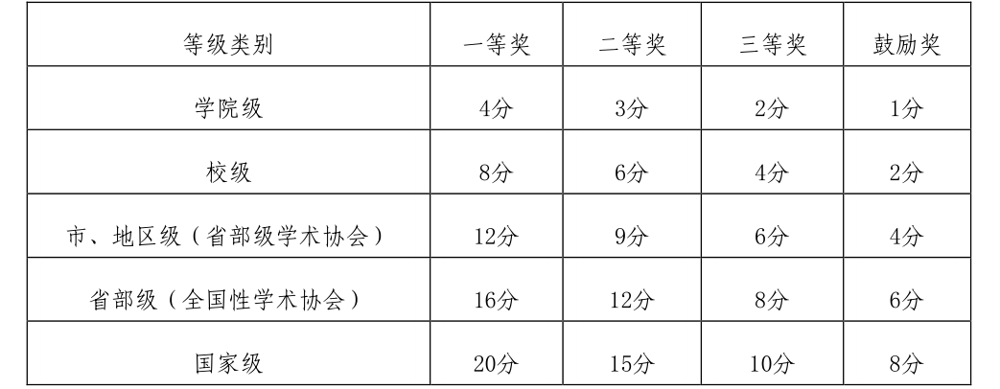 等级类别 一等奖 二等奖 三等奖 鼓励奖
学院级 4分 3分 2分 1分
校级 8分 6分 4分 2分
市、地区级（省部级学术协会） 12分 9分 6分 4分
省部级（全国性学术协会） 16分 12分 8分 6分
国家级 20分 15分 10分 8分